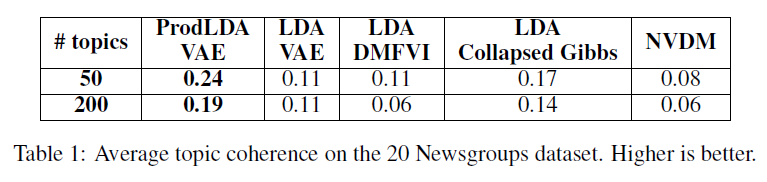 # topics ProdLDA VAE LDA VAE LDA DMFVI LDA Collapsed Gibbs NVDM
50 0.24 0.11 0.11 0.17 0.08
200 0.19 0.11 0.06 0.14 0.06
Table 1: Average topic coherence on the 20 Newsgroups dataset. Higher is better.